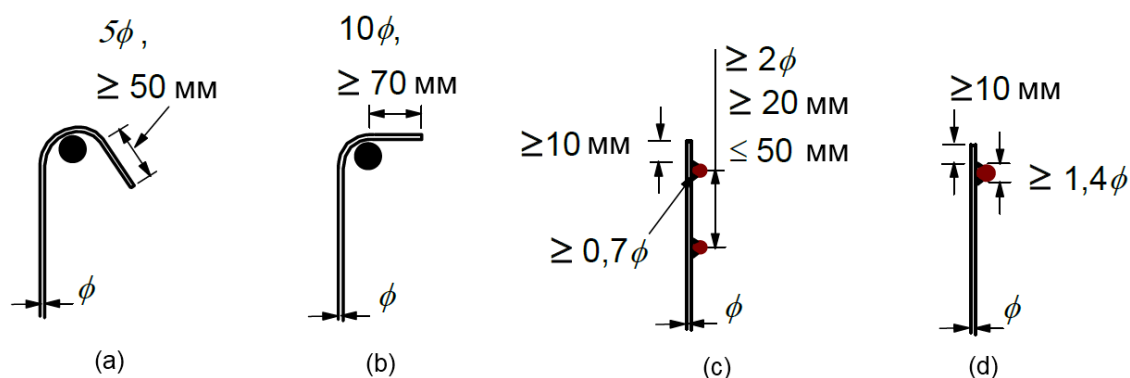 5ϕ ,
≥ 50 мм
ϕ
(a)
10ϕ,
≥ 70 мм
ϕ
(b)
≥ 2ϕ
≥ 20 мм
≤ 50 мм
≥10 мм
≥ 0,7ϕ
ϕ
(c)
≥10 мм
≥ 1,4ϕ
ϕ
(d)